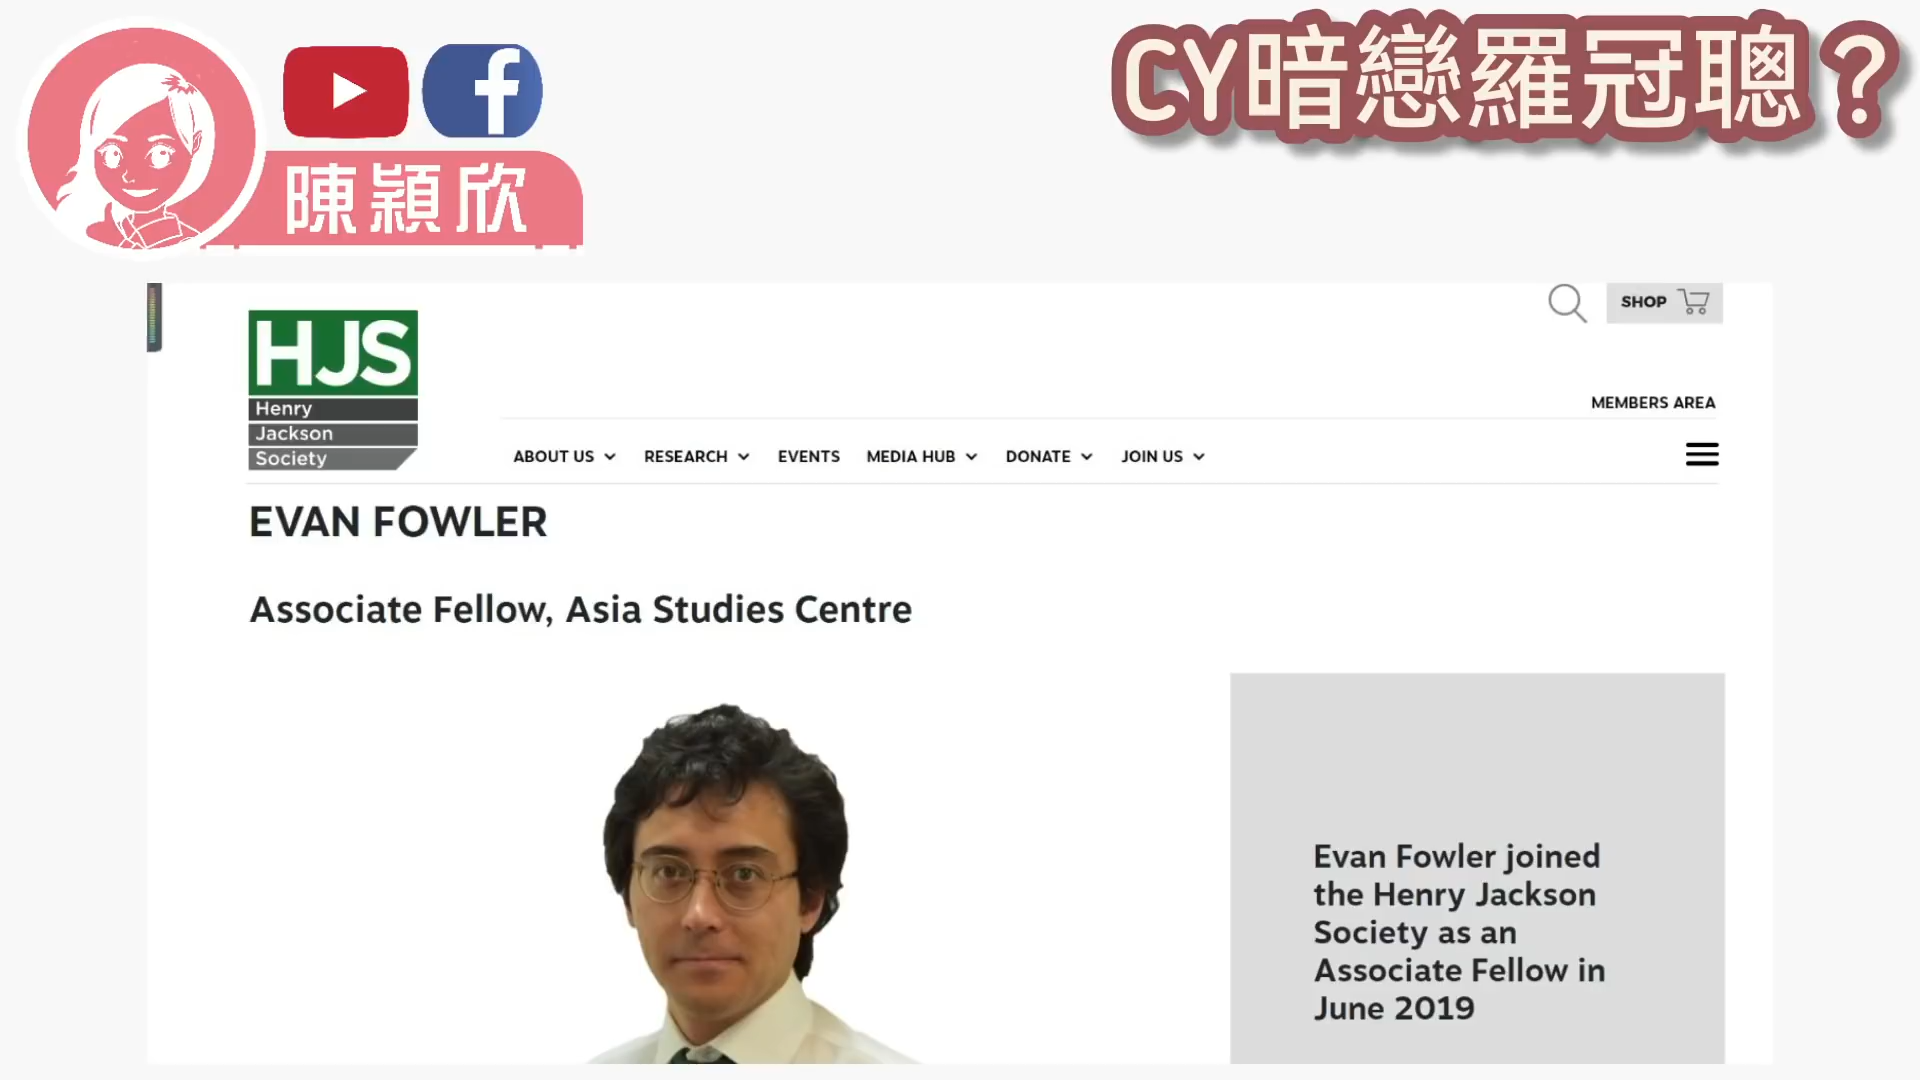 CY暗戀羅冠聰？
陳穎欣
SHOP
HJS
Henry
Jackson
Society
MEMBERS AREA
ABOUT US RESEARCH EVENTS MEDIA HUB DONATE JOIN US
EVAN FOWLER
Associate Fellow, Asia Studies Centre
Evan Fowler joined
the Henry Jackson
Society as an
Associate Fellow in
June 2019